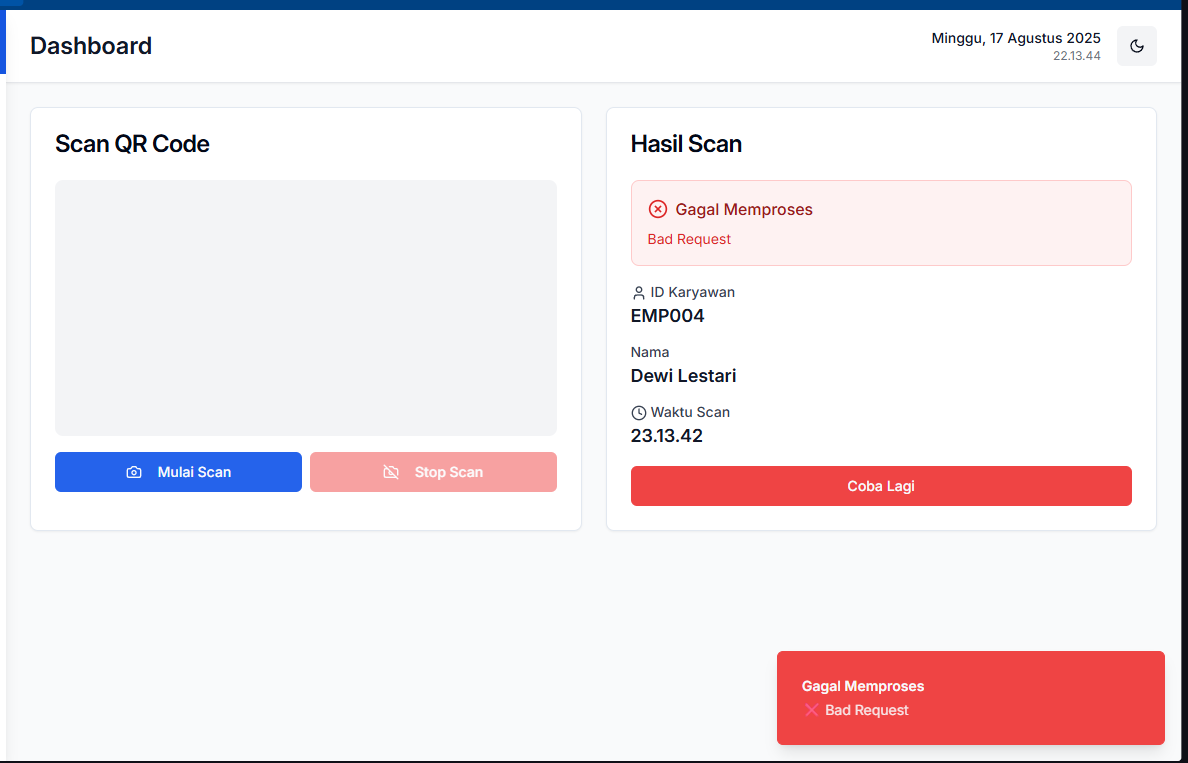 Dashboard
Minggu, 17 Agustus 2025
22.13.44
Scan QR Code
Mulai Scan
Stop Scan
Hasil Scan
Gagal Memproses
Bad Request
ID Karyawan
EMP004
Nama
Dewi Lestari
Waktu Scan
23.13.42
Coba Lagi
Gagal Memproses
Bad Request